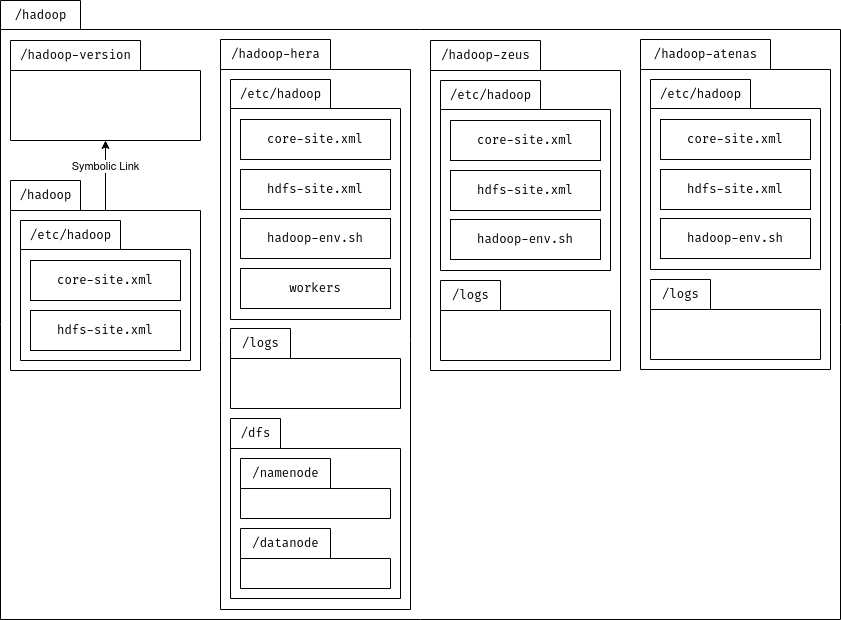 /hadoop
/hadoop-version
Symbolic Link
/hadoop
/etc/hadoop
core-site.xml
hdfs-site.xml
/hadoop-hera
/etc/hadoop
core-site.xml
hdfs-site.xml
hadoop-env.sh
workers
/logs
/dfs
/namenode
/datanode
/hadoop-zeus
/etc/hadoop
core-site.xml
hdfs-site.xml
hadoop-env.sh
/logs
/hadoop-atenas
/etc/hadoop
core-site.xml
hdfs-site.xml
hadoop-env.sh
/logs